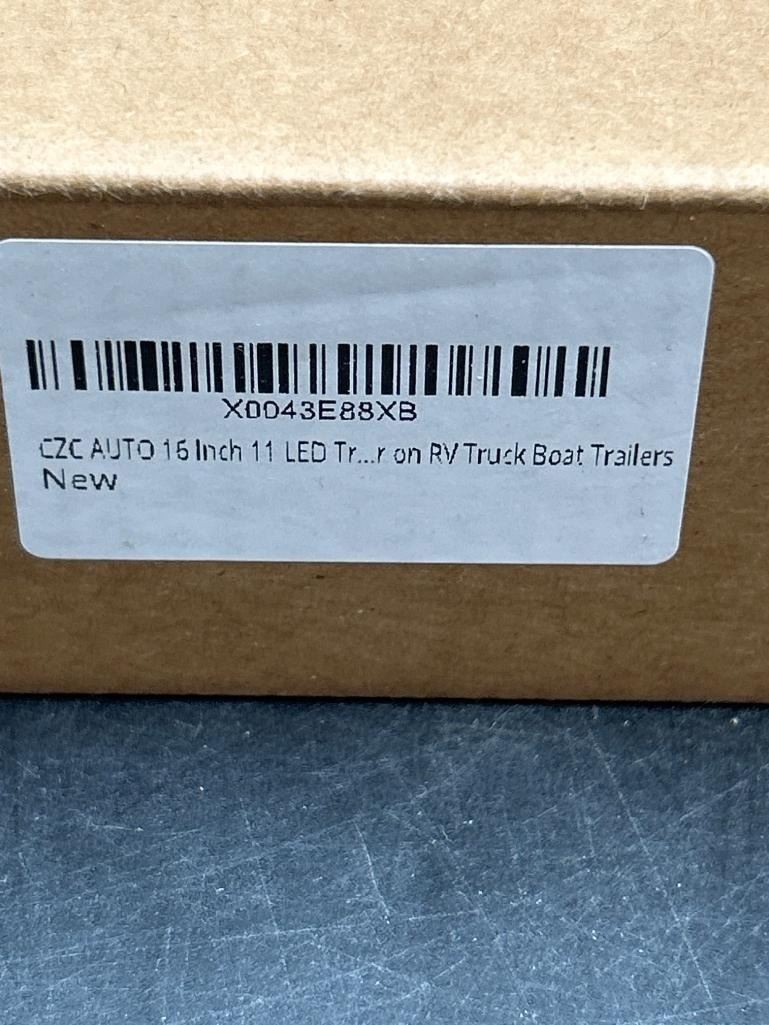 X0043E88XB
CZC AUTO 16 Inch 11 LED Tr...r on RV Truck Boat Trailers
New